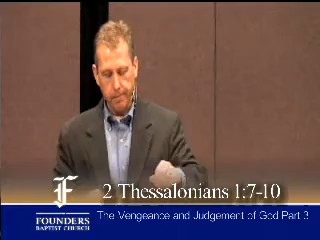 2 Thessalonians 1:7-10
F
FOUNDERS
BAPTIST CHURCH
The Vengeance and Judgement of God Part 3